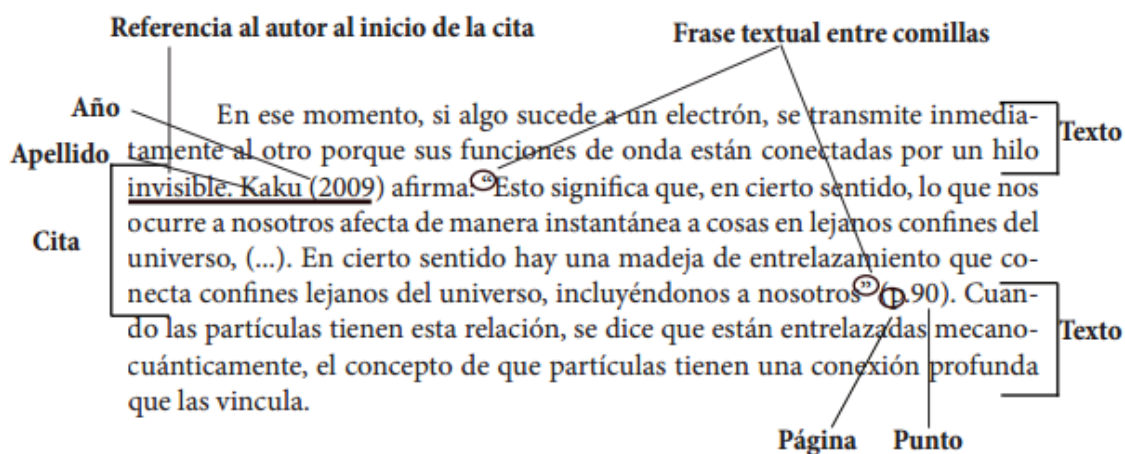 Referencia al autor al inicio de la cita
Frase textual entre comillas
Año
Apellido
En ese momento, si algo sucede a un electrón, se transmite inmedia-
tamente al otro porque sus funciones de onda están conectadas por un hilo
invisible. Kaku (2009) afirma: “Esto significa que, en cierto sentido, lo que nos
ocurre a nosotros afecta de manera instantánea a cosas en lejanos confines del
universo, (...). En cierto sentido hay una madeja de entrelazamiento que co-
necta confines lejanos del universo, incluyéndonos a nosotros” (p.90). Cuan-
do las partículas tienen esta relación, se dice que están entrelazadas mecano-
cuánticamente, el concepto de que partículas tienen una conexión profunda
que las vincula.
Texto
Cita
Texto
Página
Punto